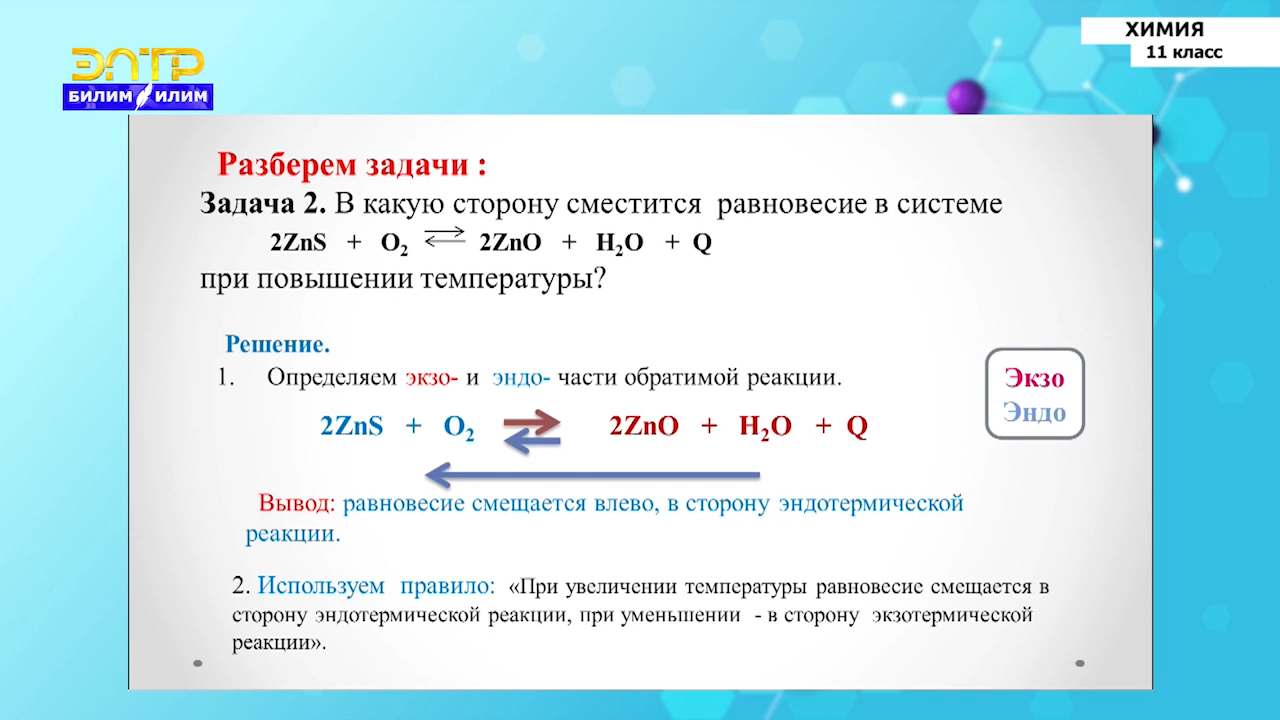 ХИМИЯ
11 класс
ЭЛТР
БИЛИМ ИЛИМ
Разберем задачи :
Задача 2. В какую сторону сместится равновесие в системе
2ZnS + O₂ ⇄ 2ZnO + H₂O + Q
при повышении температуры?
Решение.
1. Определяем экзо- и эндо- части обратимой реакции.
Экзо
Эндо
2ZnS + O₂ ⇄ 2ZnO + H₂O + Q
Вывод: равновесие смещается влево, в сторону эндотермической
реакции.
2. Используем правило: «При увеличении температуры равновесие смещается в
сторону эндотермической реакции, при уменьшении - в сторону экзотермической
реакции».